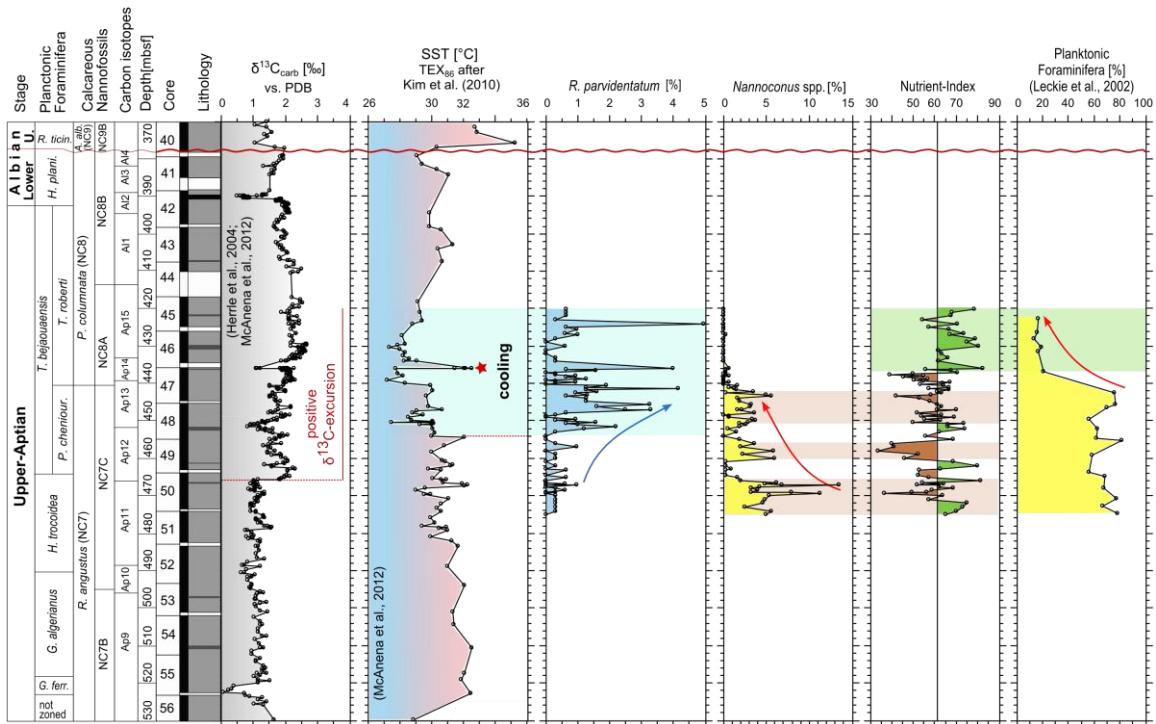 Stage
Planctonic
Foraminifera
Calcareous
Nannofossils
Carbon isotopes
Depth[mbsf]
Core
Lithology
δ13Ccarb [‰]
vs. PDB
0 1 2 3 4
SST [°C]
TEX86 after
Kim et al. (2010)
26 28 30 32 34 36
R. parvidentatum [%]
0 1 2 3 4 5
Nannoconus spp. [%]
0 5 10 15
Nutrient-Index
30 50 70 90
Planktonic
Foraminifera [%]
(Leckie et al., 2002)
0 20 40 60 80 100
Albian
U.
Lower
Upper-Aptian
R. ticin.
H. plani.
T. bejaouaensis
T. roberti
P. cheniour.
H. trocoidea
G. algerianus
G. ferr.
not
zoned
A. alb.
(NC9)
P. columnata (NC8)
R. angustus (NC7)
NC9B
NC8B
NC8A
NC7C
NC7B
Al4
Al3
Al2
Al1
Ap15
Ap14
Ap13
Ap12
Ap11
Ap10
Ap9
370
390
400
410
420
430
440
450
460
470
480
490
500
510
520
530
40
41
42
43
44
45
46
47
48
49
50
51
52
53
54
55
56
(Herrle et al., 2004;
McAnena et al., 2012)
positive
δ13C-excursion
(McAnena et al., 2012)
cooling